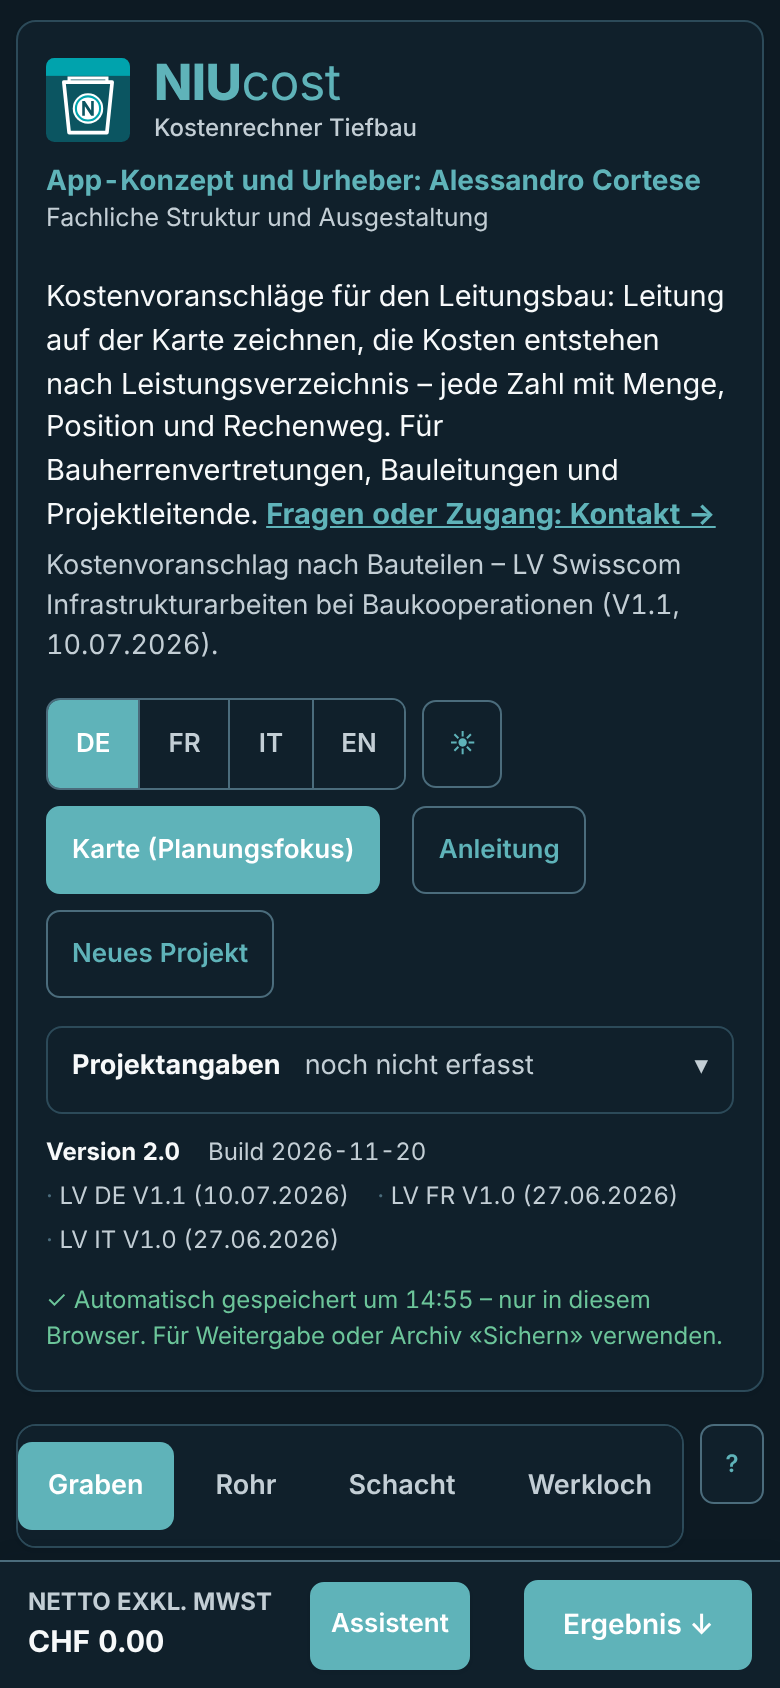 N
NIUcost
Kostenrechner Tiefbau
App-Konzept und Urheber: Alessandro Cortese
Fachliche Struktur und Ausgestaltung
Kostenvoranschläge für den Leitungsbau: Leitung
auf der Karte zeichnen, die Kosten entstehen
nach Leistungsverzeichnis – jede Zahl mit Menge,
Position und Rechenweg. Für
Bauherrenvertretungen, Bauleitungen und
Projektleitende. Fragen oder Zugang: Kontakt →
Kostenvoranschlag nach Bauteilen – LV Swisscom
Infrastrukturarbeiten bei Baukooperationen (V1.1,
10.07.2026).
DE FR IT EN ☀
Karte (Planungsfokus) Anleitung
Neues Projekt
Projektangaben noch nicht erfasst ▾
Version 2.0 Build 2026-11-20
· LV DE V1.1 (10.07.2026) · LV FR V1.0 (27.06.2026)
· LV IT V1.0 (27.06.2026)
✓ Automatisch gespeichert um 14:55 – nur in diesem
Browser. Für Weitergabe oder Archiv «Sichern» verwenden.
Graben Rohr Schacht Werkloch ?
NETTO EXKL. MWST
CHF 0.00
Assistent
Ergebnis ↓